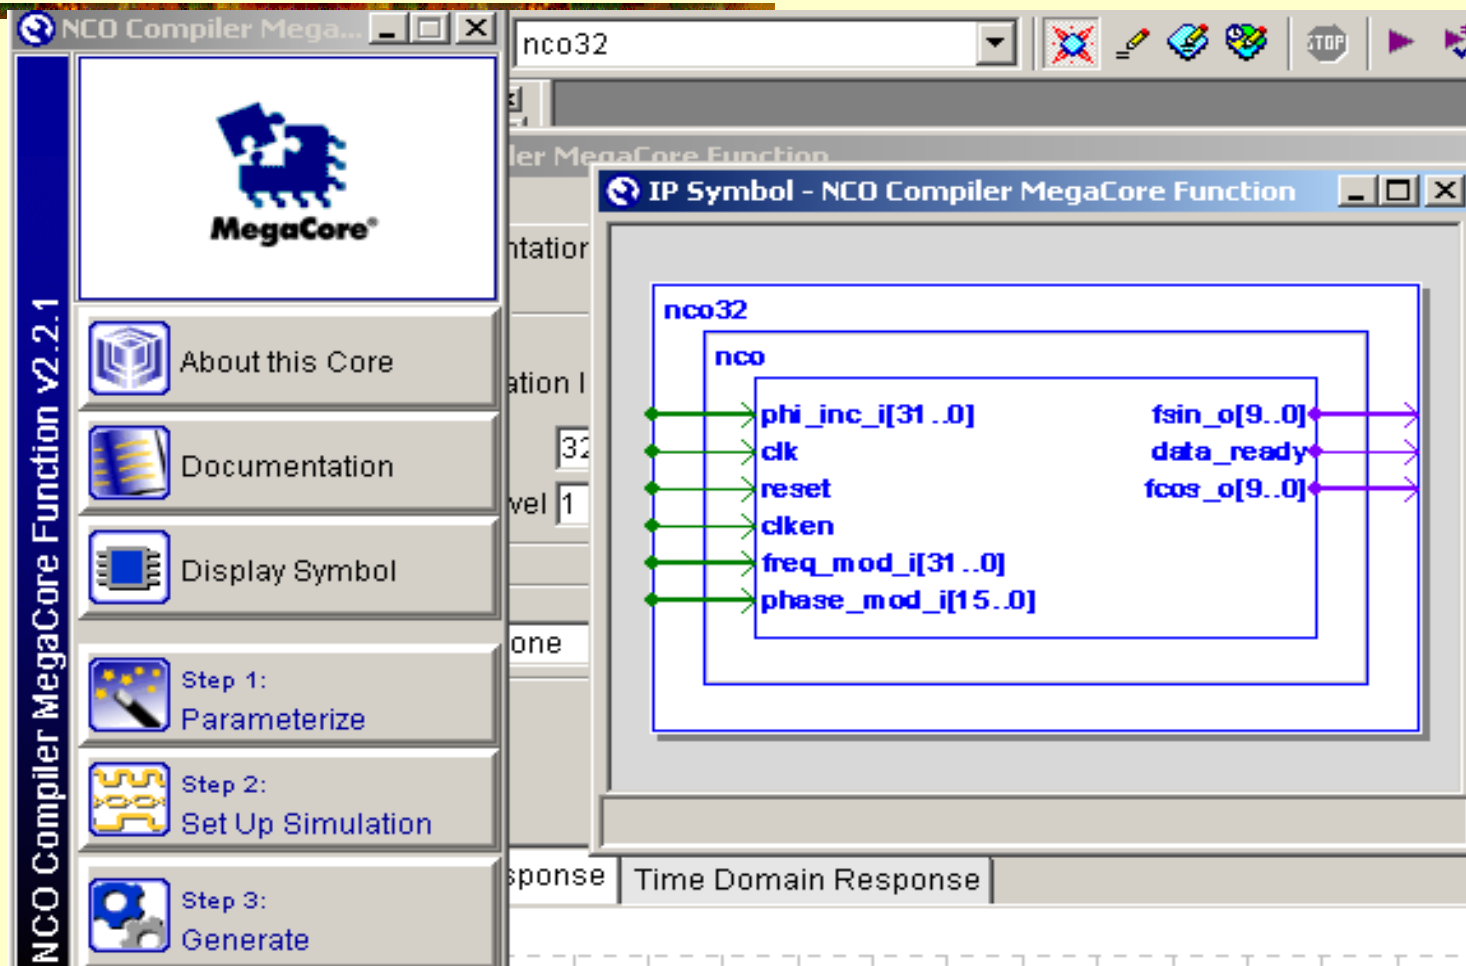 NCO Compiler Mega...
nco32
STOP
MegaCore®
NCO Compiler MegaCore Function v2.2.1
About this Core
Documentation
Display Symbol
Step 1:
Parameterize
Step 2:
Set Up Simulation
Step 3:
Generate
ler MegaCore Function
ntation
ation I
32
vel 1
one
IP Symbol - NCO Compiler MegaCore Function
nco32
nco
phi_inc_i[31..0] fsin_o[9..0]
clk data_ready
reset fcos_o[9..0]
clken
freq_mod_i[31..0]
phase_mod_i[15..0]
sponse Time Domain Response